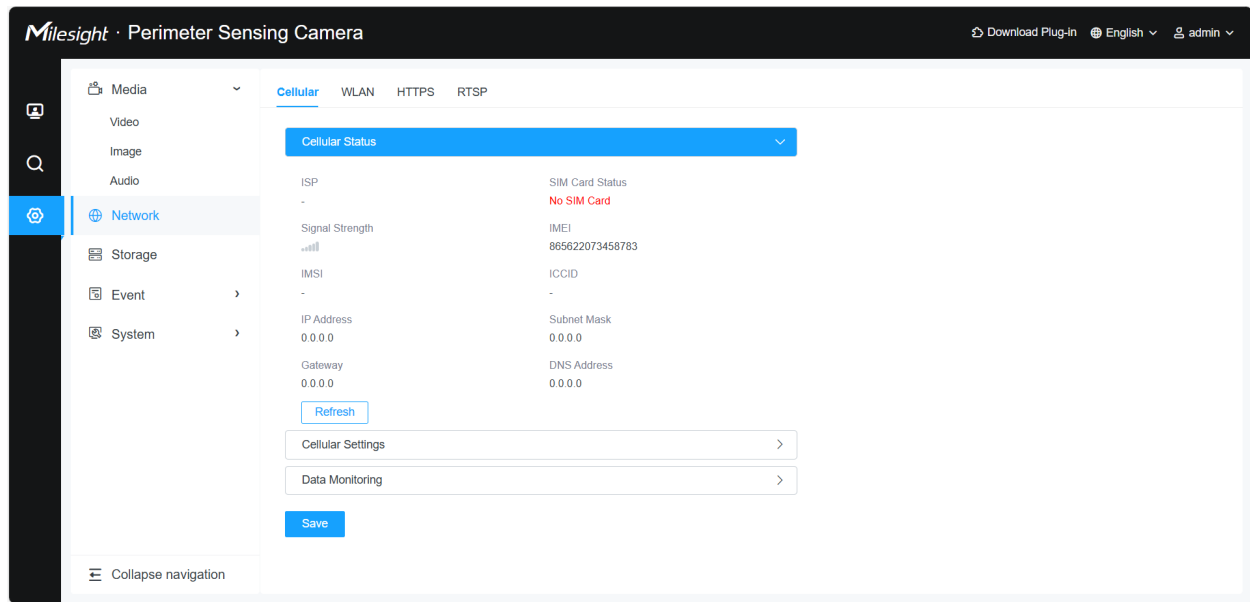 Milesight · Perimeter Sensing Camera
Download Plug-in English admin
Media
Video
Image
Audio
Network
Storage
Event
System
Collapse navigation
Cellular WLAN HTTPS RTSP
Cellular Status
ISP SIM Card Status
- No SIM Card
Signal Strength IMEI
865622073458783
IMSI ICCID
- -
IP Address Subnet Mask
0.0.0.0 0.0.0.0
Gateway DNS Address
0.0.0.0 0.0.0.0
Refresh
Cellular Settings
Data Monitoring
Save